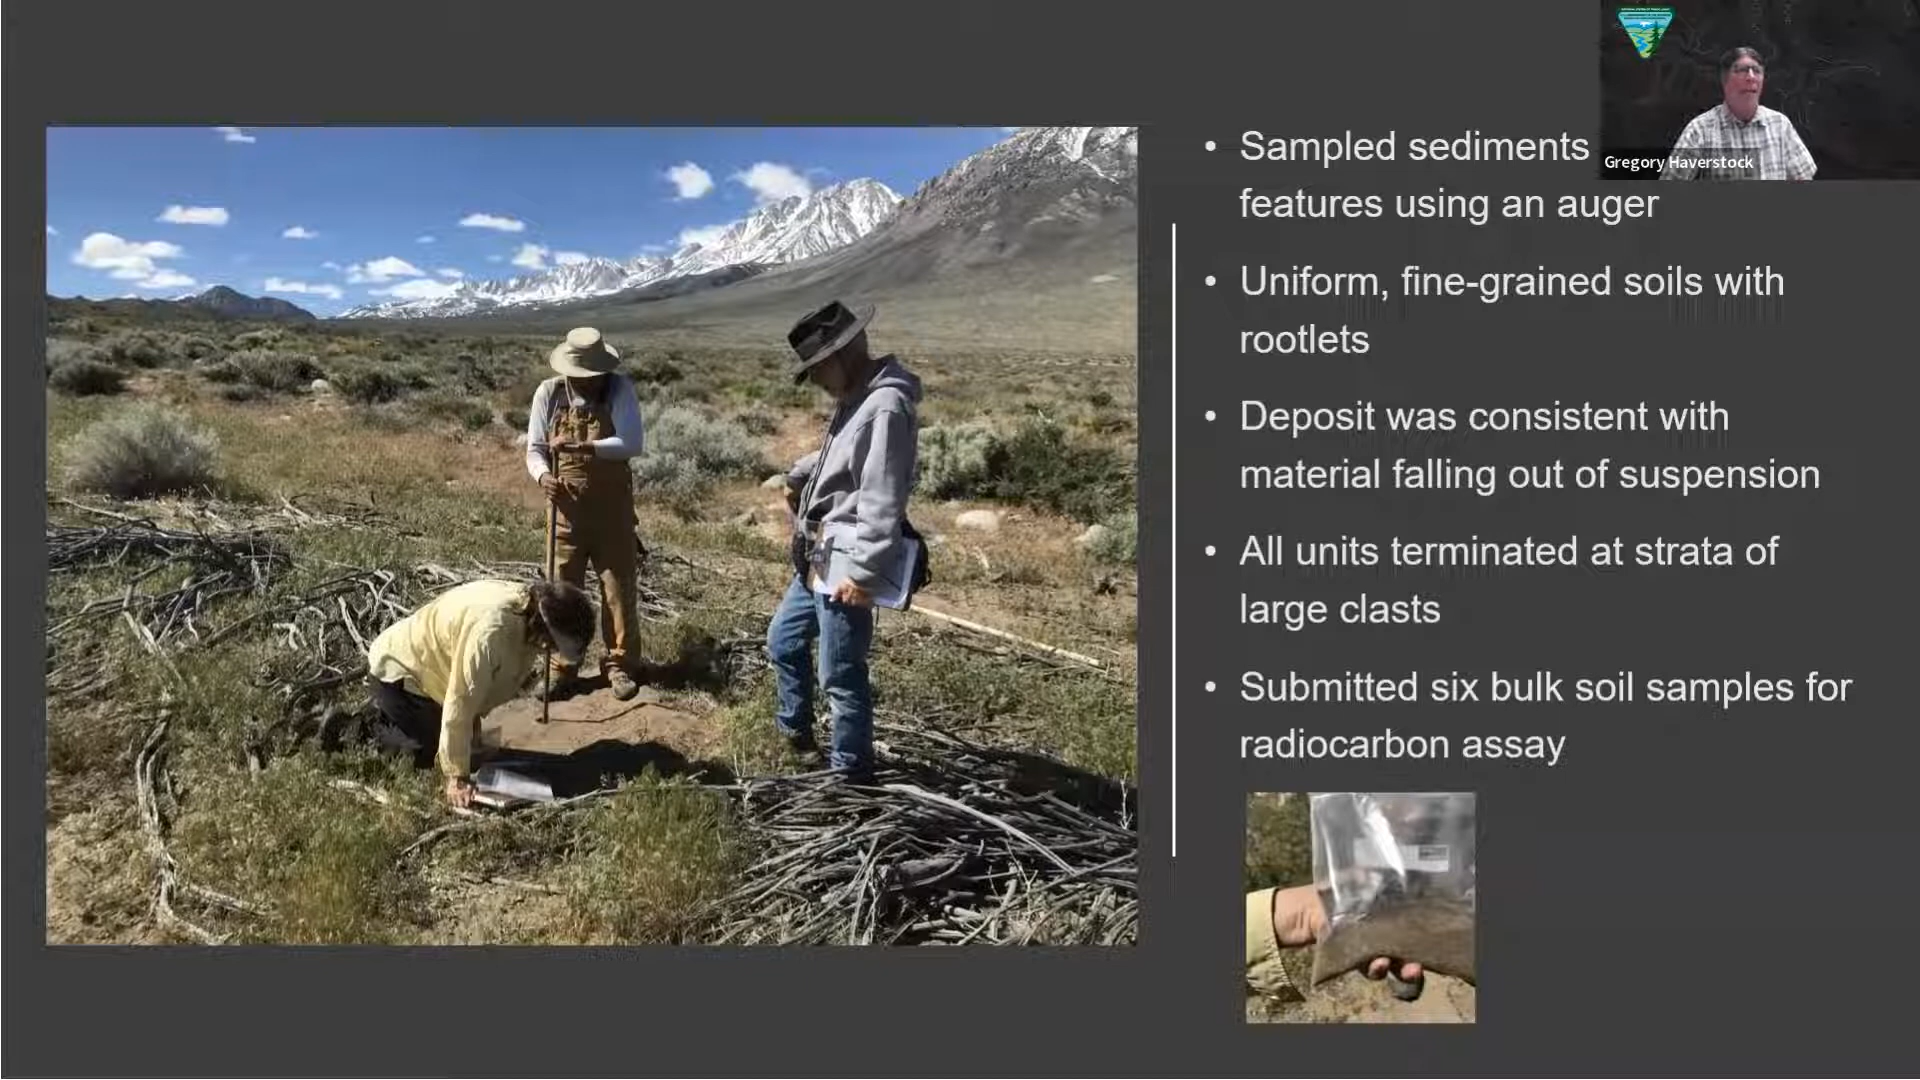 • Sampled sediments
features using an auger
• Uniform, fine-grained soils with
rootlets
• Deposit was consistent with
material falling out of suspension
• All units terminated at strata of
large clasts
• Submitted six bulk soil samples for
radiocarbon assay
Gregory Haverstock